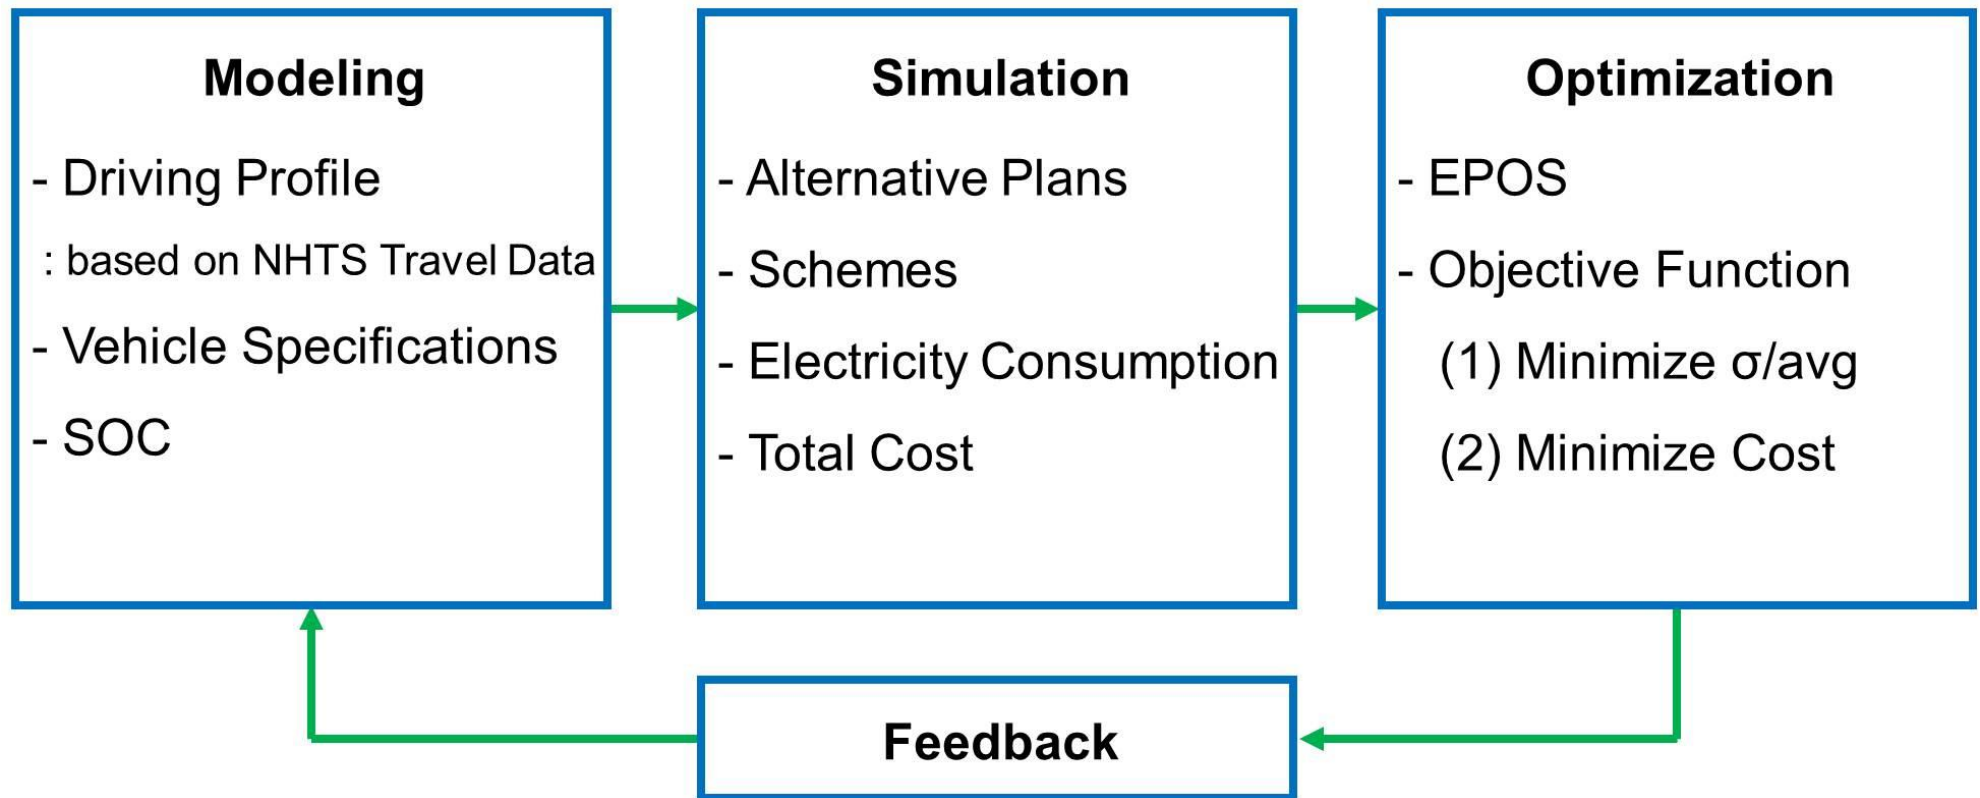 Modeling
- Driving Profile
: based on NHTS Travel Data
- Vehicle Specifications
- SOC
Simulation
- Alternative Plans
- Schemes
- Electricity Consumption
- Total Cost
Optimization
- EPOS
- Objective Function
(1) Minimize σ/avg
(2) Minimize Cost
Feedback